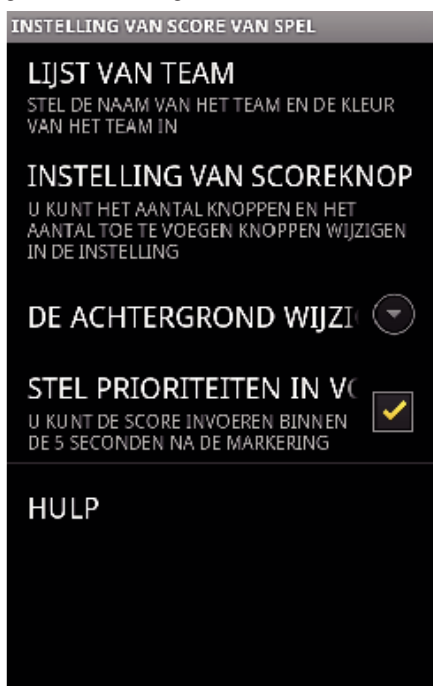 INSTELLING VAN SCORE VAN SPEL
LIJST VAN TEAM
STEL DE NAAM VAN HET TEAM EN DE KLEUR
VAN HET TEAM IN
INSTELLING VAN SCOREKNOP
U KUNT HET AANTAL KNOPPEN EN HET
AANTAL TOE TE VOEGEN KNOPPEN WIJZIGEN
IN DE INSTELLING
DE ACHTERGROND
STEL PRIORITEITEN IN
U KUNT DE SCORE INVOEREN BINNEN
DE 5 SECONDEN NA DE MARKERING
HULP